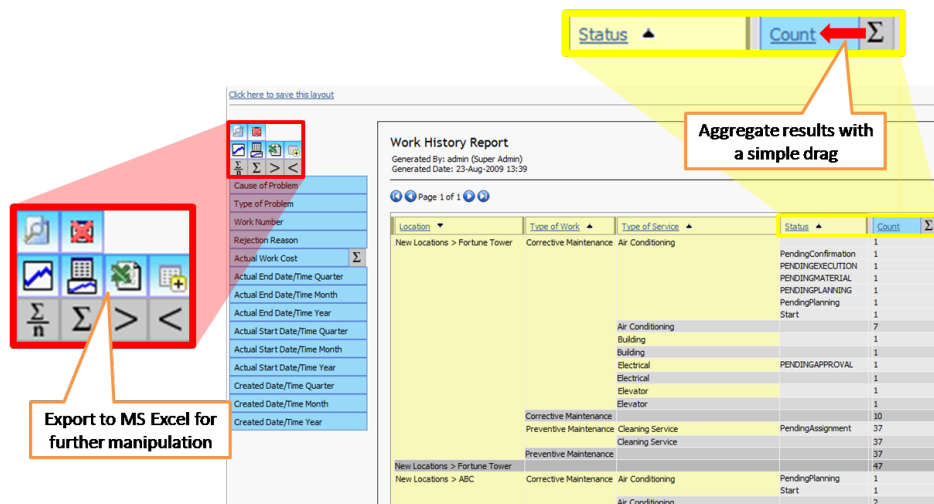 Status ▲ Count Σ
Aggregate results with
a simple drag
Click here to save this layout
Σ
n Σ > <
Σ
n Σ > <
Export to MS Excel for
further manipulation
Cause of Problem
Type of Problem
Work Number
Rejection Reason
Actual Work Cost Σ
Actual End Date/Time Quarter
Actual End Date/Time Month
Actual End Date/Time Year
Actual Start Date/Time Quarter
Actual Start Date/Time Month
Actual Start Date/Time Year
Created Date/Time Quarter
Created Date/Time Month
Created Date/Time Year
Work History Report
Generated By: admin (Super Admin)
Generated Date: 23-Aug-2009 13:39
Page 1 of 1
Location ▼ Type of Work ▲ Type of Service ▲ Status ▲ Count Σ
New Locations > Fortune Tower Corrective Maintenance Air Conditioning 1
PendingConfirmation 1
PENDINGEXECUTION 1
PENDINGMATERIAL 1
PENDINGPLANNING 1
PendingPlanning 1
Start 1
Air Conditioning 7
Building 1
Building 1
Electrical PENDINGAPPROVAL 1
Electrical 1
Elevator 1
Elevator 1
Corrective Maintenance 10
Preventive Maintenance Cleaning Service PendingAssignment 37
Cleaning Service 37
Preventive Maintenance 37
New Locations > Fortune Tower 47
New Locations > ABC Corrective Maintenance Air Conditioning PendingPlanning 1
Start 1
Air Conditioning 2